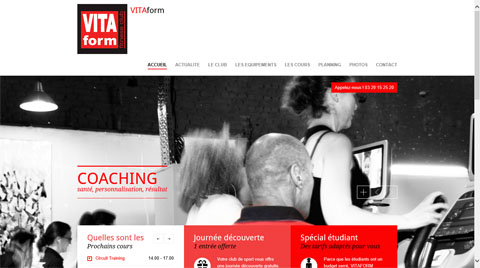 VITA
form
VITAform
ACCUEIL ACTUALITE LE CLUB LES EQUIPEMENTS LES COURS PLANNING PHOTOS CONTACT
Appelez-nous ! 03 20 15 25 20
COACHING
santé, personnalisation, résultat
Quelles sont les
Prochains cours
Circuit Training 14.00 - 17.00
Journée découverte
1 entrée offerte
Votre club de sport vous offre
une journée découverte gratuite
Spécial étudiant
Des tarifs adaptés pour vous
Parce que les étudiants ont un
budget serré, VITAFORM